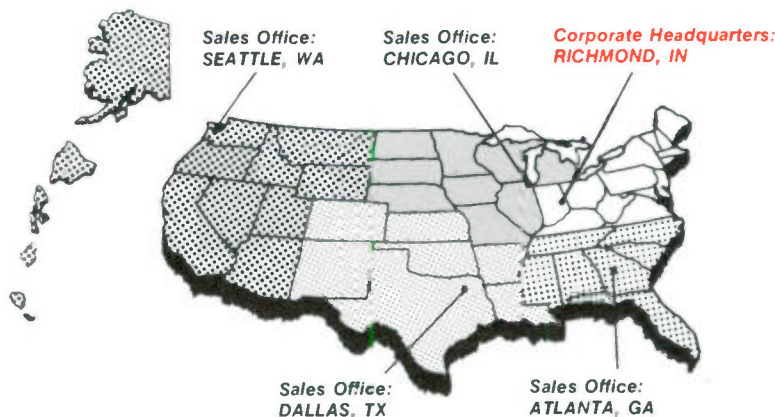 Sales Office:
SEATTLE, WA
Sales Office:
CHICAGO, IL
Corporate Headquarters:
RICHMOND, IN
Sales Office:
DALLAS, TX
Sales Office:
ATLANTA, GA